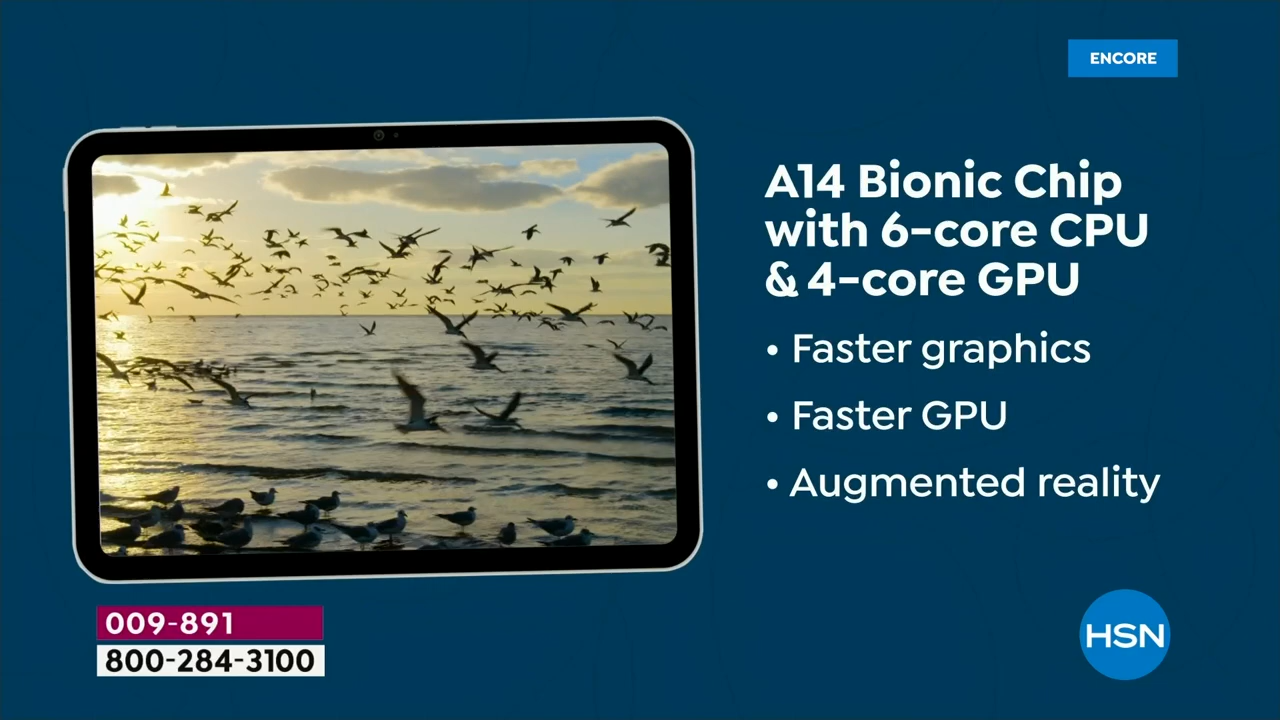 ENCORE
A14 Bionic Chip
with 6-core CPU
& 4-core GPU
• Faster graphics
• Faster GPU
• Augmented reality
009-891
800-284-3100
HSN